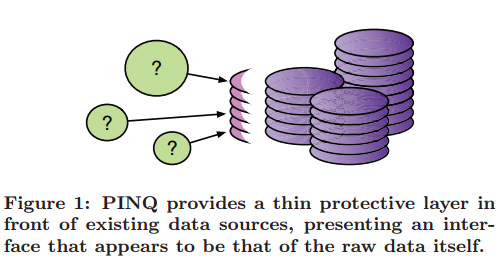 ?
?
?
Figure 1: PINQ provides a thin protective layer in
front of existing data sources, presenting an inter-
face that appears to be that of the raw data itself.